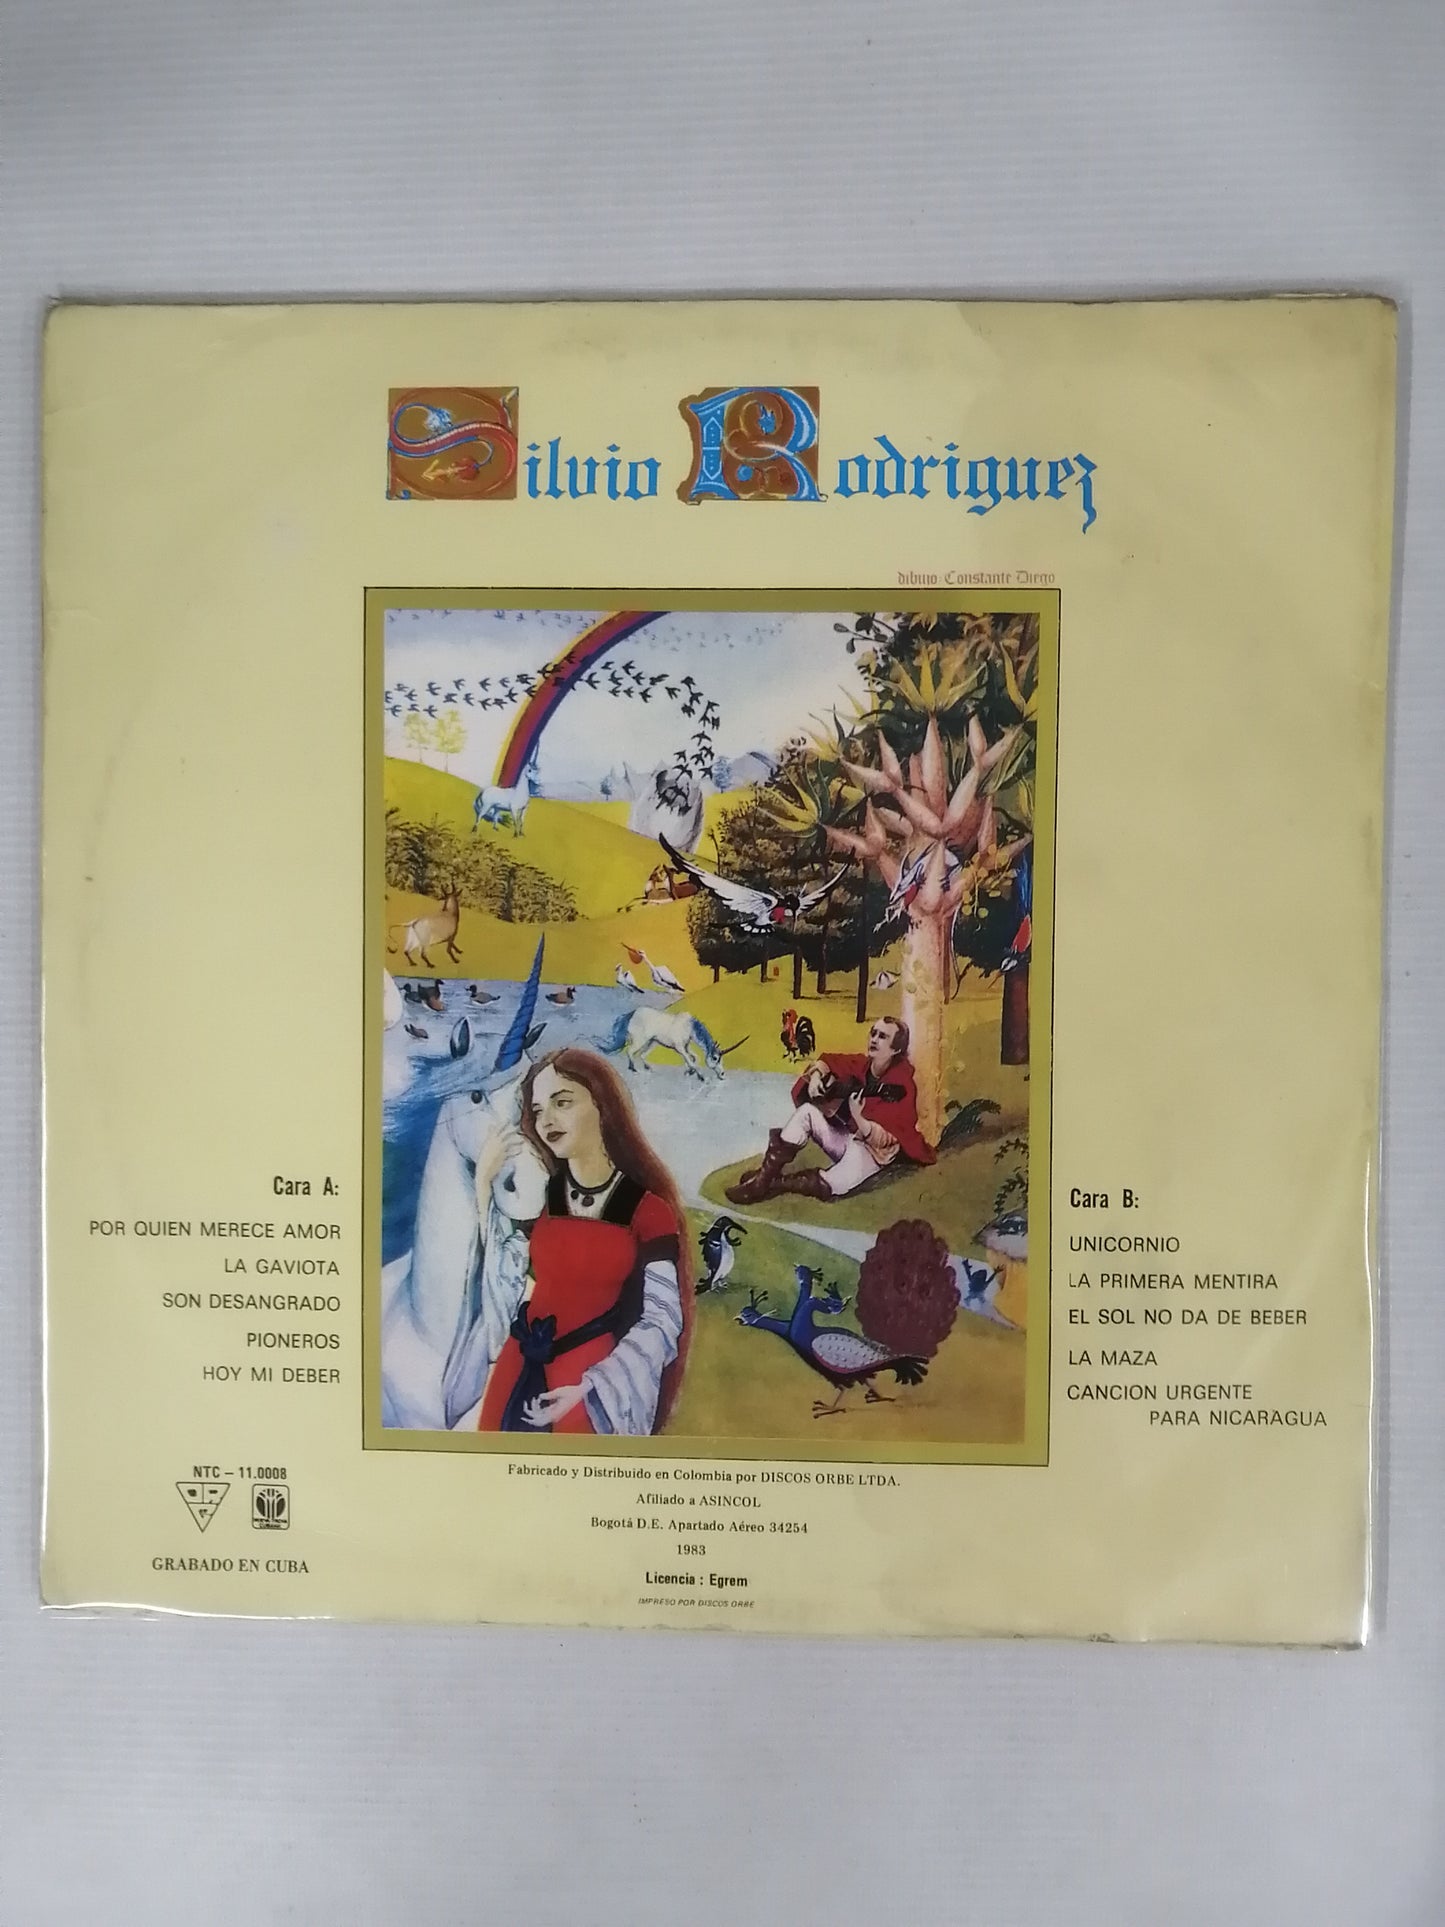 Silvio Rodriguez
dibujo: Constante Diego
Cara A:
POR QUIEN MERECE AMOR
LA GAVIOTA
SON DESANGRADO
PIONEROS
HOY MI DEBER
Cara B:
UNICORNIO
LA PRIMERA MENTIRA
EL SOL NO DA DE BEBER
LA MAZA
CANCION URGENTE
PARA NICARAGUA
NTC – 11.0008
NUEVA TROVA
CUBANA
GRABADO EN CUBA
Fabricado y Distribuido en Colombia por DISCOS ORBE LTDA.
Afiliado a ASINCOL
Bogotá D.E. Apartado Aéreo 34254
1983
Licencia : Egrem
IMPRESO POR DISCOS ORBE